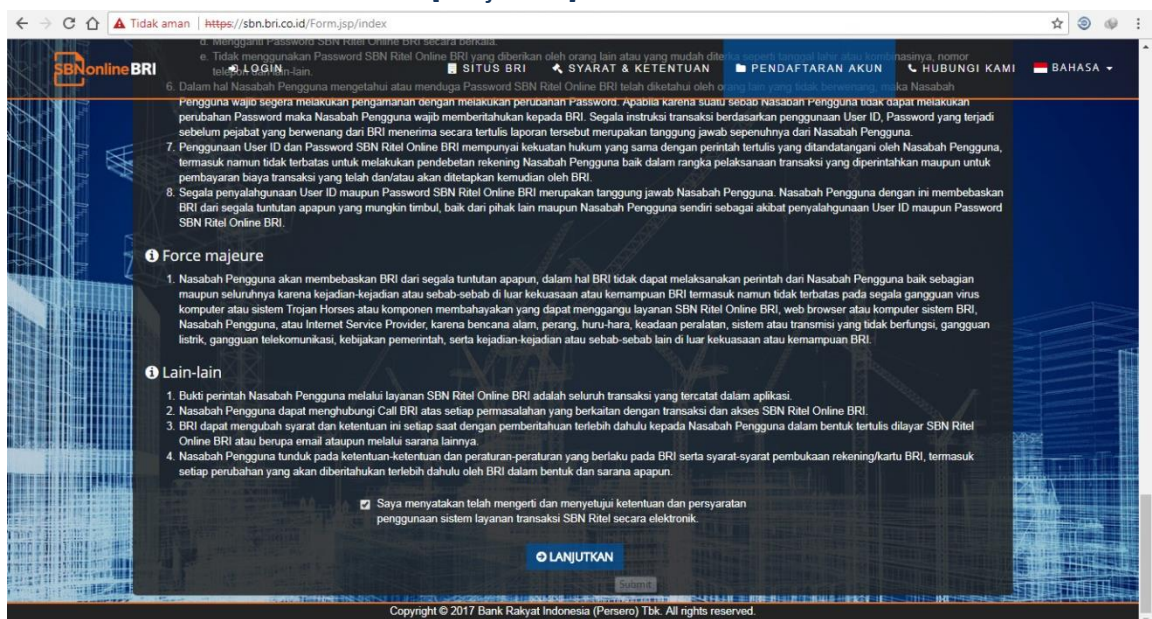 Tidak aman | https://sbn.bri.co.id/Form.jsp/index
d. Mengganti Password SBN Ritel Online BRI secara berkala.
e. Tidak menggunakan Password SBN Ritel Online BRI yang diberikan oleh orang lain atau yang mudah diterka seperti tanggal lahir atau kombinasinya, nomor
SBNonline BRI LOGIN SITUS BRI SYARAT & KETENTUAN PENDAFTARAN AKUN HUBUNGI KAMI BAHASA
telepon dan lain-lain.
6. Dalam hal Nasabah Pengguna mengetahui atau menduga Password SBN Ritel Online BRI telah diketahui oleh orang lain yang tidak berwenang, maka Nasabah
Pengguna wajib segera melakukan pengamanan dengan melakukan perubahan Password. Apabila karena suatu sebab Nasabah Pengguna tidak dapat melakukan
perubahan Password maka Nasabah Pengguna wajib memberitahukan kepada BRI. Segala instruksi transaksi berdasarkan penggunaan User ID, Password yang terjadi
sebelum pejabat yang berwenang dari BRI menerima secara tertulis laporan tersebut merupakan tanggung jawab sepenuhnya dari Nasabah Pengguna.
7. Penggunaan User ID dan Password SBN Ritel Online BRI mempunyai kekuatan hukum yang sama dengan perintah tertulis yang ditandatangani oleh Nasabah Pengguna,
termasuk namun tidak terbatas untuk melakukan pendebetan rekening Nasabah Pengguna baik dalam rangka pelaksanaan transaksi yang diperintahkan maupun untuk
pembayaran biaya transaksi yang telah dan/atau akan ditetapkan kemudian oleh BRI.
8. Segala penyalahgunaan User ID maupun Password SBN Ritel Online BRI merupakan tanggung jawab Nasabah Pengguna. Nasabah Pengguna dengan ini membebaskan
BRI dari segala tuntutan apapun yang mungkin timbul, baik dari pihak lain maupun Nasabah Pengguna sendiri sebagai akibat penyalahgunaan User ID maupun Password
SBN Ritel Online BRI.
Force majeure
1. Nasabah Pengguna akan membebaskan BRI dari segala tuntutan apapun, dalam hal BRI tidak dapat melaksanakan perintah dari Nasabah Pengguna baik sebagian
maupun seluruhnya karena kejadian-kejadian atau sebab-sebab di luar kekuasaan atau kemampuan BRI termasuk namun tidak terbatas pada segala gangguan virus
komputer atau sistem Trojan Horses atau komponen membahayakan yang dapat menggangu layanan SBN Ritel Online BRI, web browser atau komputer sistem BRI,
Nasabah Pengguna, atau Internet Service Provider, karena bencana alam, perang, huru-hara, keadaan peralatan, sistem atau transmisi yang tidak berfungsi, gangguan
listrik, gangguan telekomunikasi, kebijakan pemerintah, serta kejadian-kejadian atau sebab-sebab lain di luar kekuasaan atau kemampuan BRI.
Lain-lain
1. Bukti perintah Nasabah Pengguna melalui layanan SBN Ritel Online BRI adalah seluruh transaksi yang tercatat dalam aplikasi.
2. Nasabah Pengguna dapat menghubungi Call BRI atas setiap permasalahan yang berkaitan dengan transaksi dan akses SBN Ritel Online BRI.
3. BRI dapat mengubah syarat dan ketentuan ini setiap saat dengan pemberitahuan terlebih dahulu kepada Nasabah Pengguna dalam bentuk tertulis dilayar SBN Ritel
Online BRI atau berupa email ataupun melalui sarana lainnya.
4. Nasabah Pengguna tunduk pada ketentuan-ketentuan dan peraturan-peraturan yang berlaku pada BRI serta syarat-syarat pembukaan rekening/kartu BRI, termasuk
setiap perubahan yang akan diberitahukan terlebih dahulu oleh BRI dalam bentuk dan sarana apapun.
Saya menyatakan telah mengerti dan menyetujui ketentuan dan persyaratan
penggunaan sistem layanan transaksi SBN Ritel secara elektronik.
LANJUTKAN
Submit
Copyright © 2017 Bank Rakyat Indonesia (Persero) Tbk. All rights reserved.